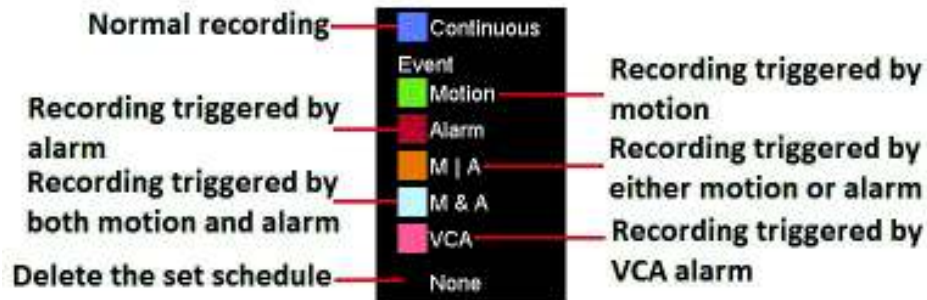 Normal recording
Continuous
Event
Motion
Recording triggered by
motion
Recording triggered by
alarm
Alarm
M | A
Recording triggered by
either motion or alarm
Recording triggered by
both motion and alarm
M & A
VCA
Recording triggered by
VCA alarm
Delete the set schedule
None